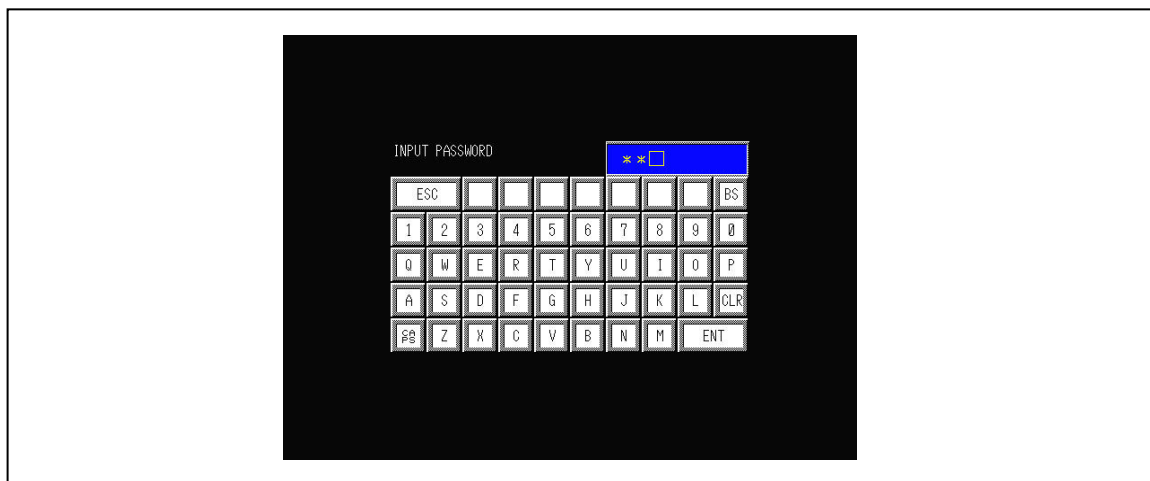 INPUT PASSWORD **
ESC BS
1 2 3 4 5 6 7 8 9 0
Q W E R T Y U I O P
A S D F G H J K L CLR
CAPS Z X C V B N M ENT